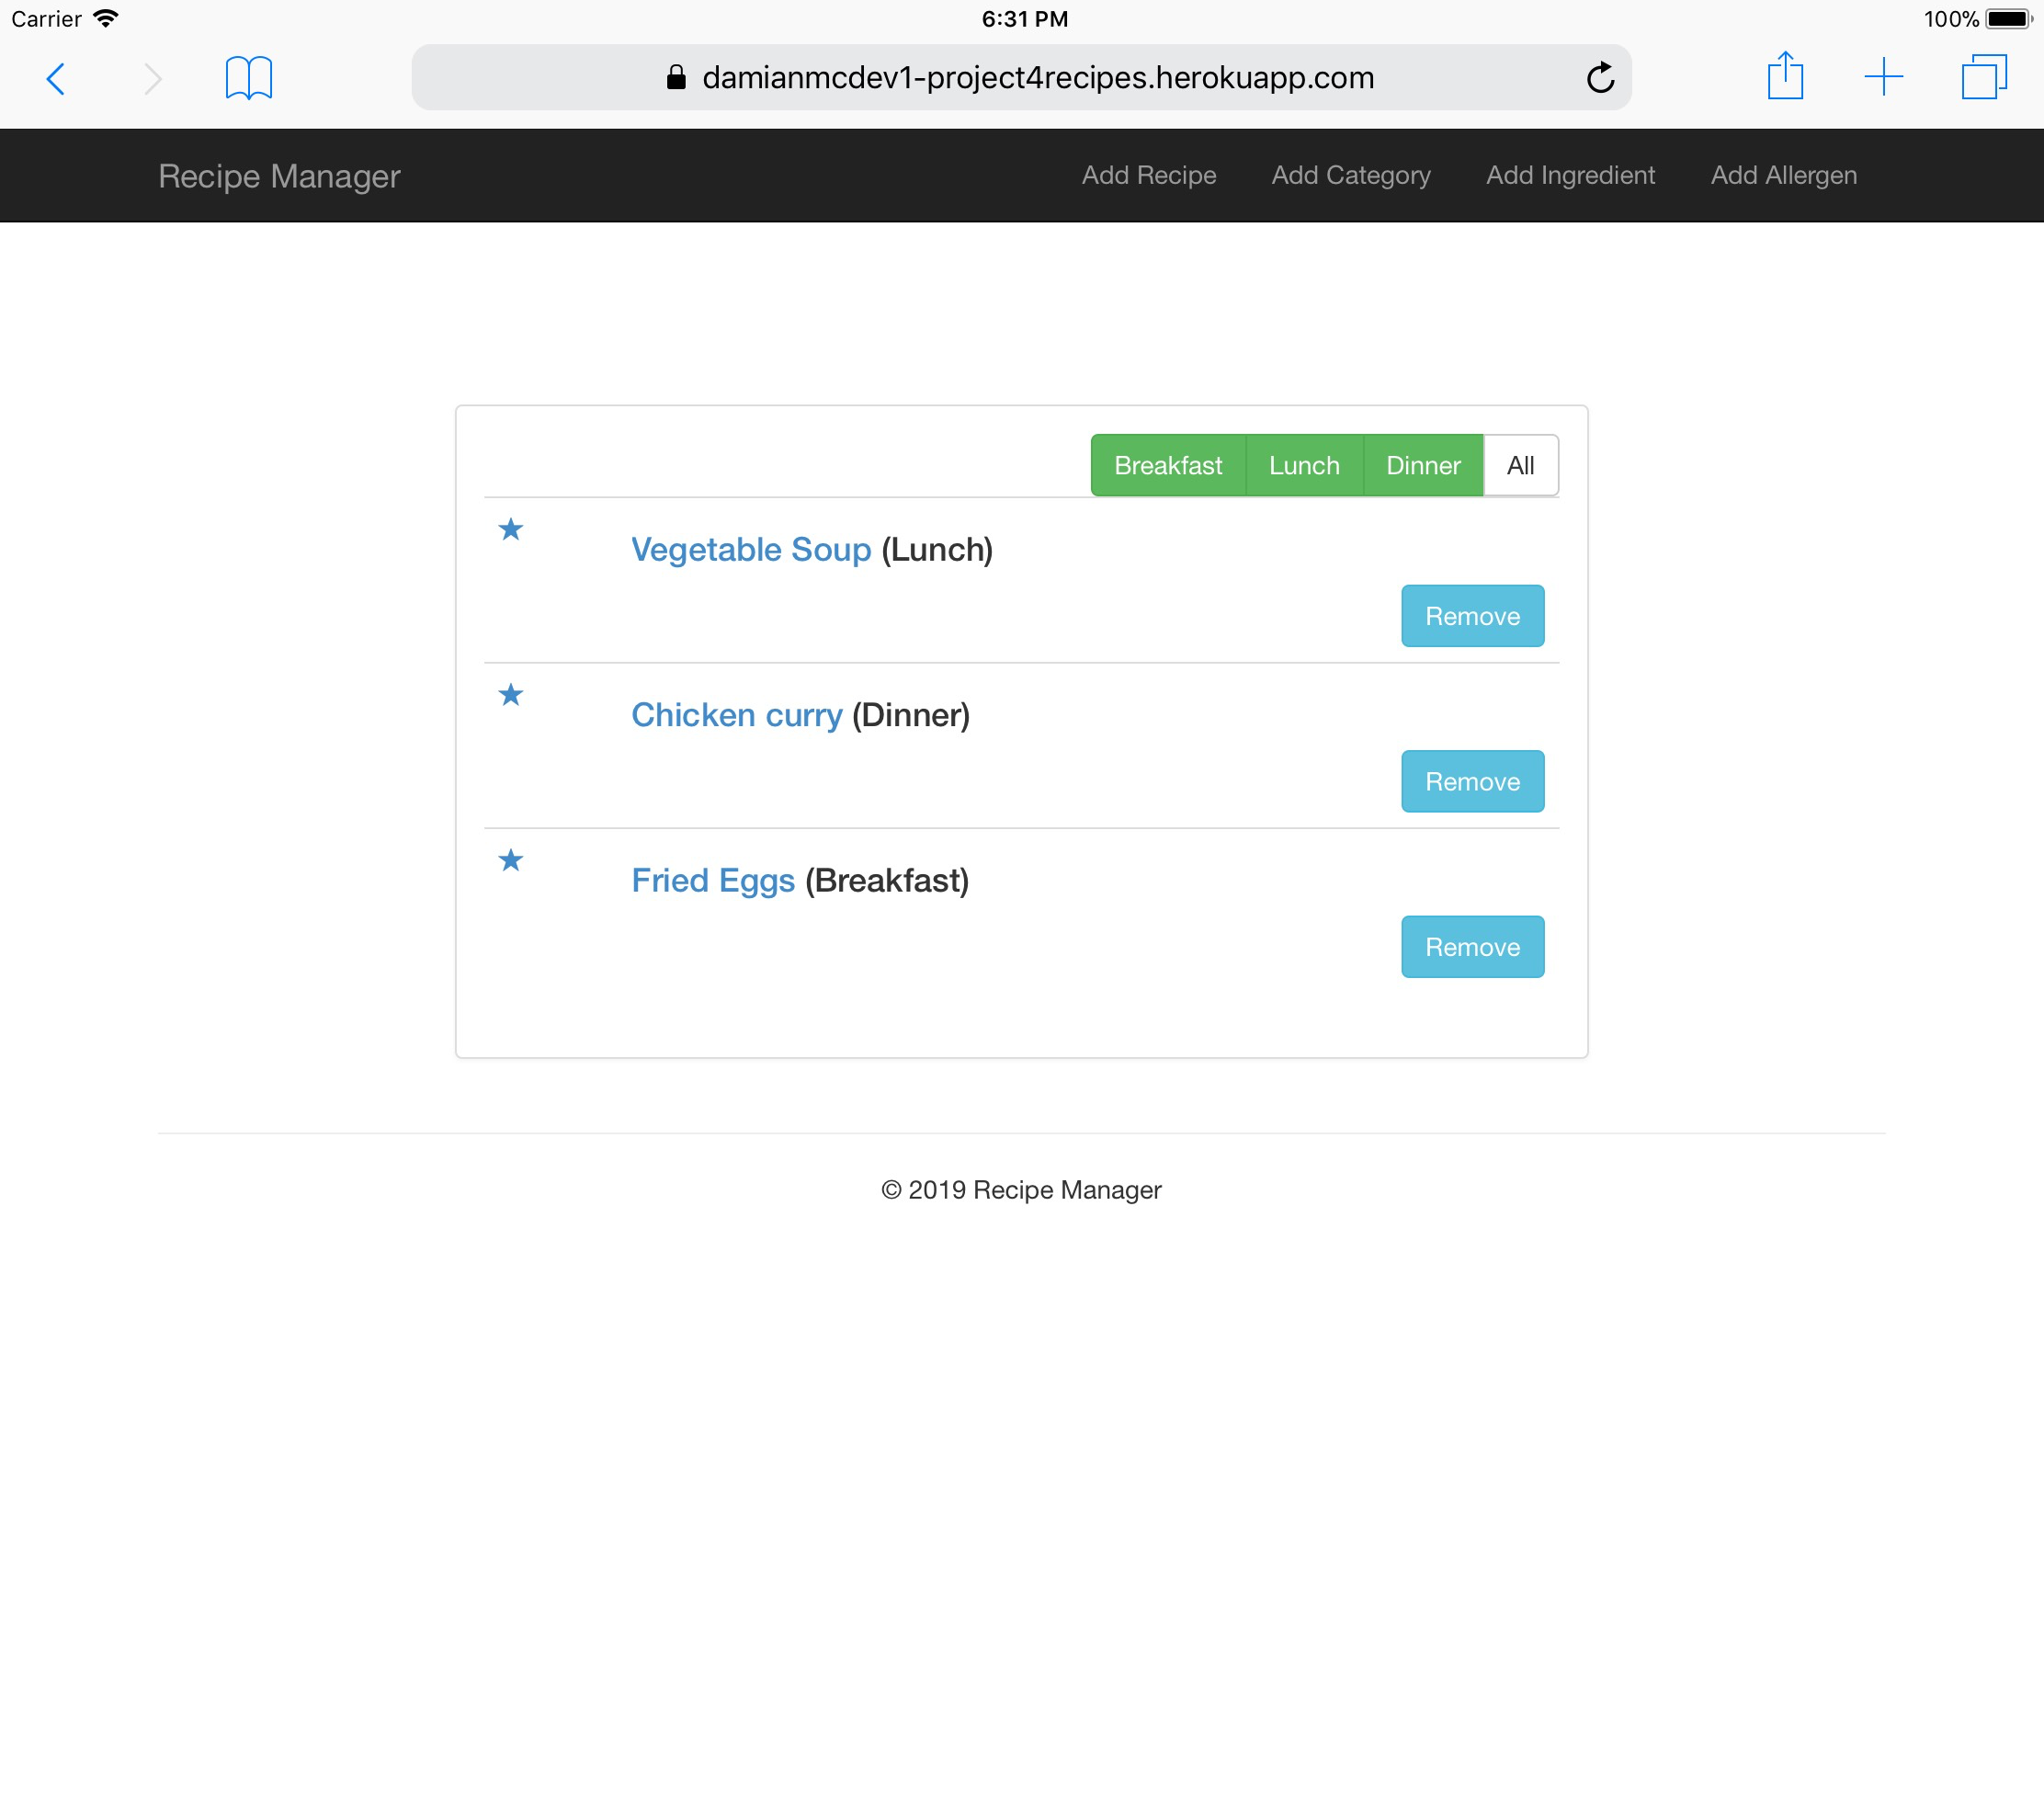 Carrier 6:31 PM 100%
damianmcdev1-project4recipes.herokuapp.com
Recipe Manager Add Recipe Add Category Add Ingredient Add Allergen
Breakfast Lunch Dinner All
Vegetable Soup (Lunch)
Remove
Chicken curry (Dinner)
Remove
Fried Eggs (Breakfast)
Remove
© 2019 Recipe Manager